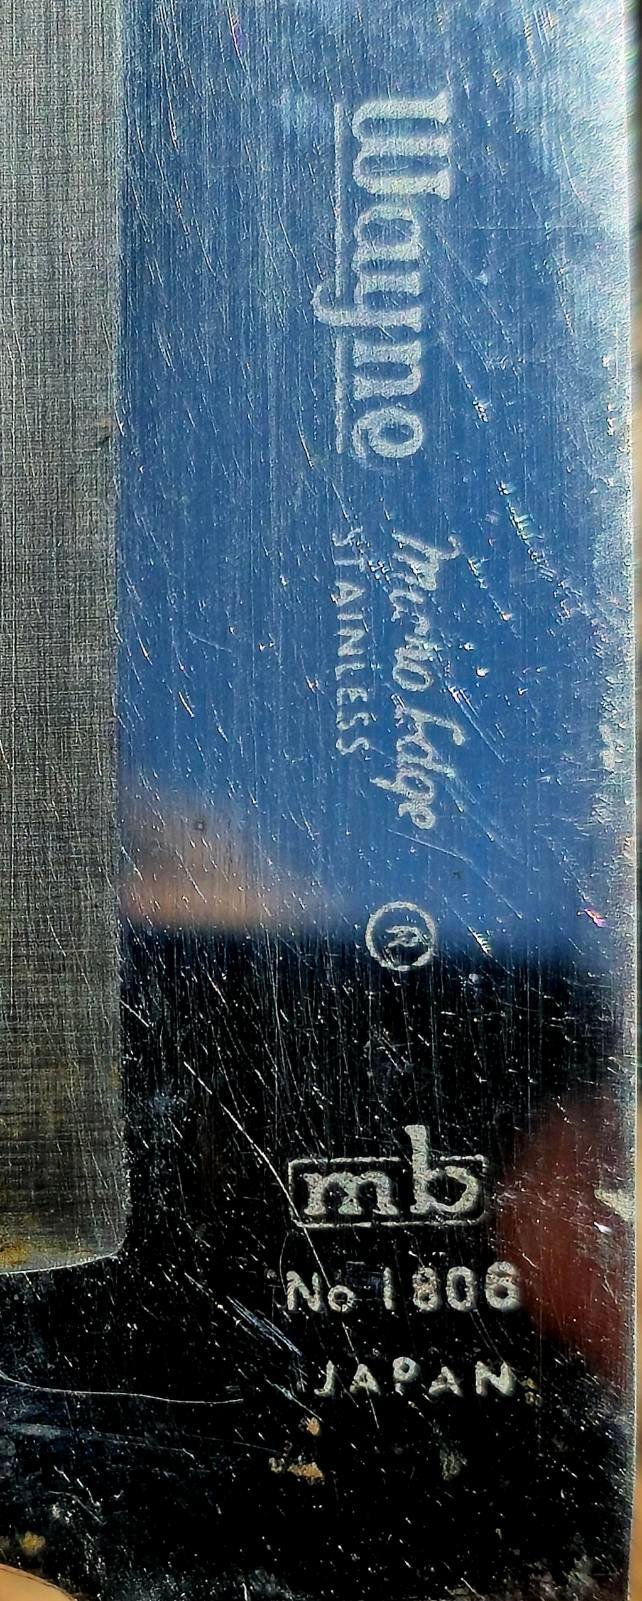 Wayne
Micro Edge
STAINLESS
®
mb
No 1806
JAPAN